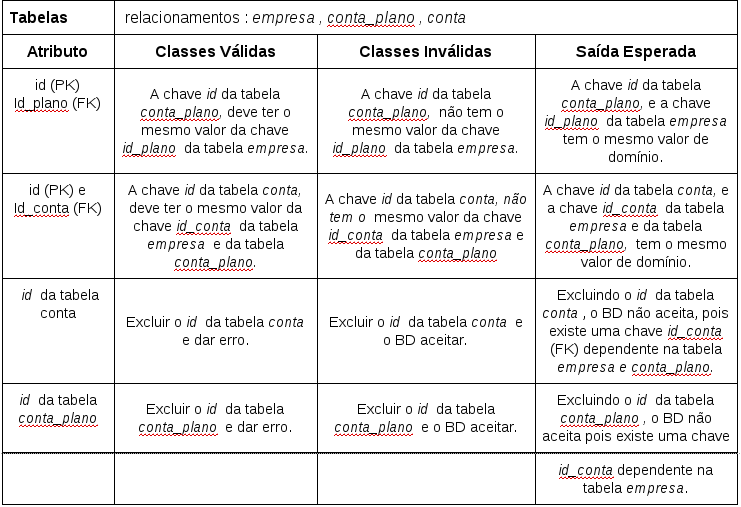 Tabelas
relacionamentos : empresa , conta_plano , conta
Atributo
Classes Válidas
Classes Inválidas
Saída Esperada
id (PK)
Id_plano (FK)
A chave id da tabela
conta_plano, deve ter o
mesmo valor da chave
id_plano da tabela empresa.
A chave id da tabela
conta_plano, não tem o
mesmo valor da chave
id_plano da tabela empresa.
A chave id da tabela
conta_plano, e a chave
id_plano da tabela empresa
tem o mesmo valor de
domínio.
id (PK) e
Id_conta (FK)
A chave id da tabela conta,
deve ter o mesmo valor da
chave id_conta da tabela
empresa e da tabela
conta_plano.
A chave id da tabela conta, não
tem o mesmo valor da chave
id_conta da tabela empresa e
da tabela conta_plano
A chave id da tabela conta, e
a chave id_conta da tabela
empresa e da tabela
conta_plano, tem o mesmo
valor de domínio.
id da tabela
conta
Excluir o id da tabela conta
e dar erro.
Excluir o id da tabela conta e
o BD aceitar.
Excluindo o id da tabela
conta , o BD não aceita, pois
existe uma chave id_conta
(FK) dependente na tabela
empresa e conta_plano.
id da tabela
conta_plano
Excluir o id da tabela
conta_plano e dar erro.
Excluir o id da tabela
conta_plano e o BD aceitar.
Excluindo o id da tabela
conta_plano , o BD não
aceita pois existe uma chave
id_conta dependente na
tabela empresa.